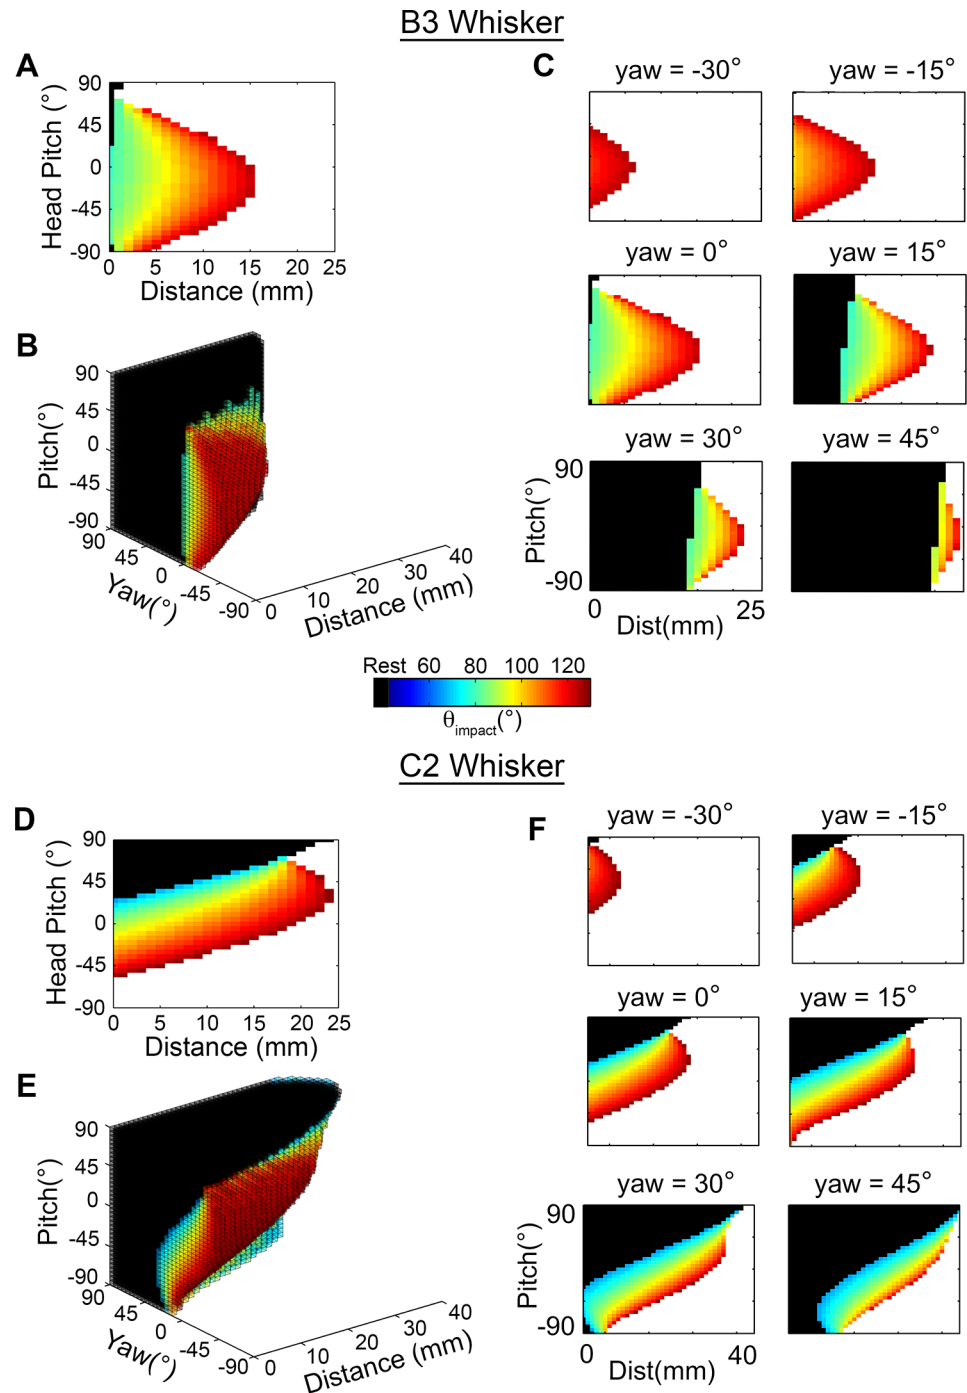 B3 Whisker
A
90
45
0
-45
-90
Head Pitch (°)
0 5 10 15 20 25
Distance (mm)
B
90
45
0
-45
-90
Pitch(°)
90 45 0 -45 -90
Yaw(°)
0 10 20 30 40
Distance (mm)
C
yaw = -30° yaw = -15°
yaw = 0° yaw = 15°
yaw = 30° yaw = 45°
90
-90
Pitch(°)
0 25
Dist(mm)
Rest 60 80 100 120
θimpact(°)
C2 Whisker
D
90
45
0
-45
-90
Head Pitch (°)
0 5 10 15 20 25
Distance (mm)
E
90
45
0
-45
-90
Pitch(°)
90 45 0 -45 -90
Yaw(°)
0 10 20 30 40
Distance (mm)
F
yaw = -30° yaw = -15°
yaw = 0° yaw = 15°
yaw = 30° yaw = 45°
90
-90
Pitch(°)
0 40
Dist(mm)